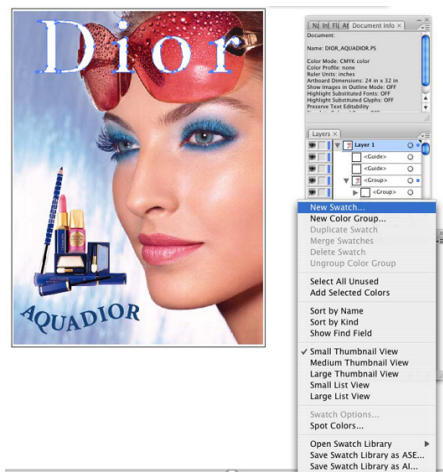 Dior
AQUADIOR
Document Info ×
Document:
Name: DIOR_AQUADIOR.PS
Color Mode: CMYK color
Color Profile: none
Ruler Units: inches
Artboard Dimensions: 24 in x 32 in
Show Images in Outline Mode: OFF
Highlight Substituted Fonts: OFF
Highlight Substituted Glyphs: OFF
Preserve Text Editability
Layers ×
Layer 1
<Guide>
<Guide>
<Group>
<Group>
New Swatch...
New Color Group...
Duplicate Swatch
Merge Swatches
Delete Swatch
Ungroup Color Group
Select All Unused
Add Selected Colors
Sort by Name
Sort by Kind
Show Find Field
✓ Small Thumbnail View
Medium Thumbnail View
Large Thumbnail View
Small List View
Large List View
Swatch Options...
Spot Colors...
Open Swatch Library
Save Swatch Library as ASE...
Save Swatch Library as AI...